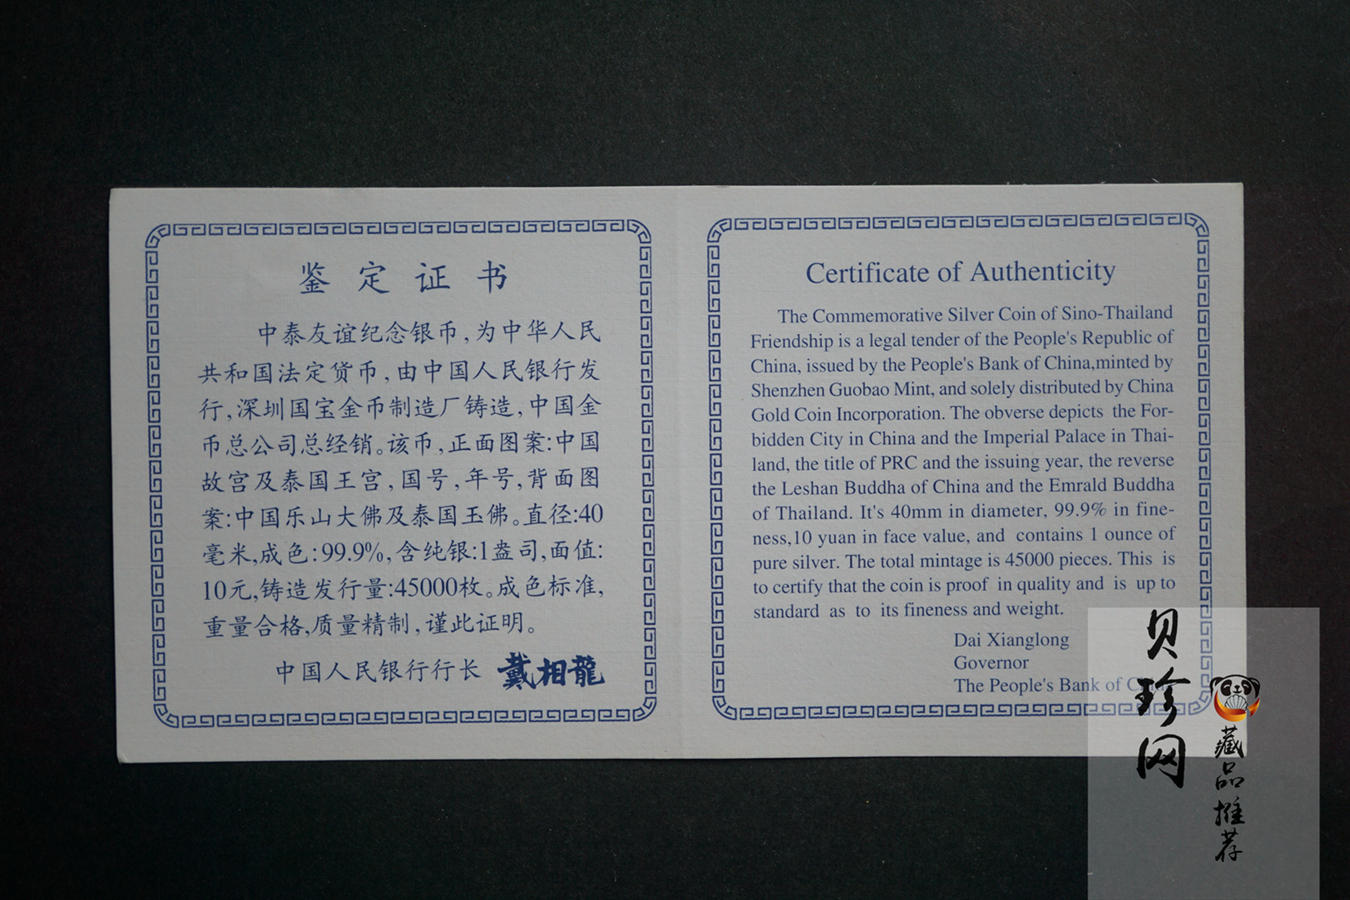 鉴定证书
中泰友谊纪念银币,为中华人民
共和国法定货币,由中国人民银行发
行,深圳国宝金币制造厂铸造,中国金
币总公司总经销。该币,正面图案:中国
故宫及泰国王宫,国号,年号,背面图
案:中国乐山大佛及泰国玉佛。直径:40
毫米,成色:99.9%,含纯银:1盎司,面值:
10元,铸造发行量:45000枚。成色标准,
重量合格,质量精制,谨此证明。
中国人民银行行长 戴相龍
Certificate of Authenticity
The Commemorative Silver Coin of Sino-Thailand
Friendship is a legal tender of the People's Republic of
China, issued by the People's Bank of China,minted by
Shenzhen Guobao Mint, and solely distributed by China
Gold Coin Incorporation. The obverse depicts the For-
bidden City in China and the Imperial Palace in Thai-
land, the title of PRC and the issuing year, the reverse
the Leshan Buddha of China and the Emrald Buddha
of Thailand. It's 40mm in diameter, 99.9% in fine-
ness,10 yuan in face value, and contains 1 ounce of
pure silver. The total mintage is 45000 pieces. This is
to certify that the coin is proof in quality and is up to
standard as to its fineness and weight.
Dai Xianglong
Governor
The People's Bank of
贝珍网
藏品推荐